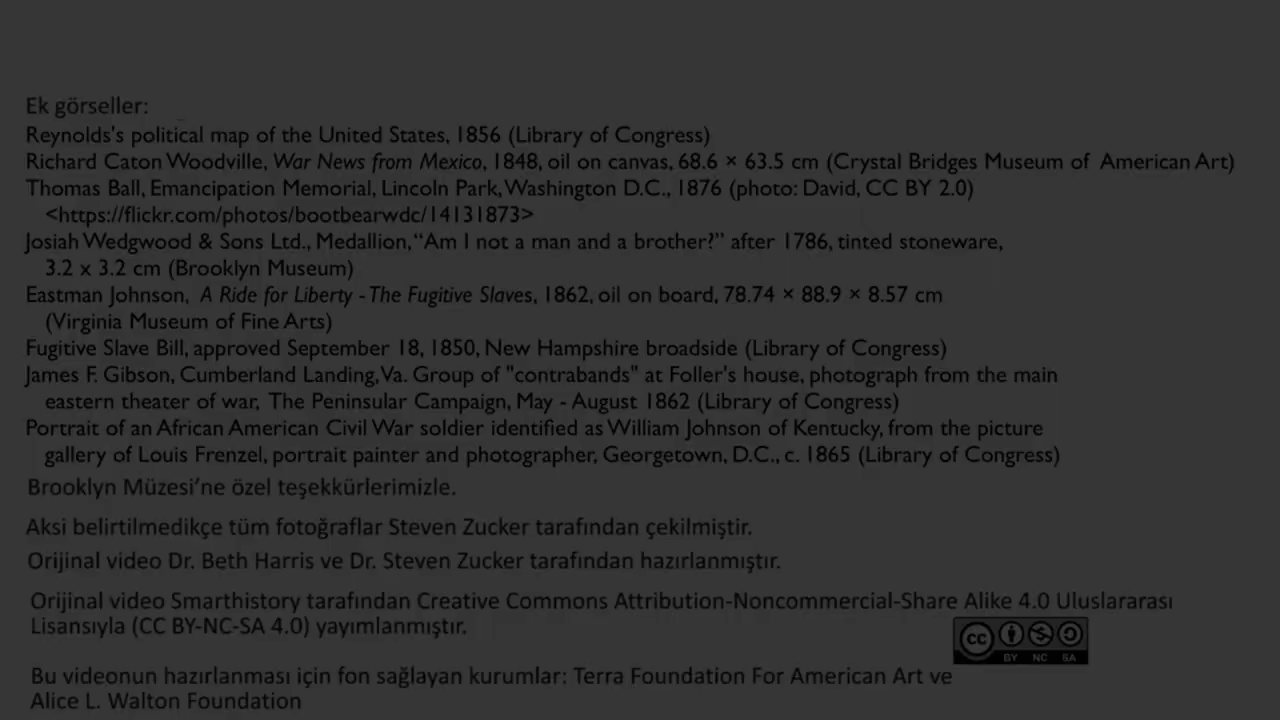 Ek görseller:
Reynolds's political map of the United States, 1856 (Library of Congress)
Richard Caton Woodville, War News from Mexico, 1848, oil on canvas, 68.6 × 63.5 cm (Crystal Bridges Museum of American Art)
Thomas Ball, Emancipation Memorial, Lincoln Park, Washington D.C., 1876 (photo: David, CC BY 2.0)
<https://flickr.com/photos/bootbearwdc/14131873>
Josiah Wedgwood & Sons Ltd., Medallion, “Am I not a man and a brother?” after 1786, tinted stoneware,
3.2 x 3.2 cm (Brooklyn Museum)
Eastman Johnson, A Ride for Liberty - The Fugitive Slaves, 1862, oil on board, 78.74 × 88.9 × 8.57 cm
(Virginia Museum of Fine Arts)
Fugitive Slave Bill, approved September 18, 1850, New Hampshire broadside (Library of Congress)
James F. Gibson, Cumberland Landing, Va. Group of "contrabands" at Foller's house, photograph from the main
eastern theater of war, The Peninsular Campaign, May - August 1862 (Library of Congress)
Portrait of an African American Civil War soldier identified as William Johnson of Kentucky, from the picture
gallery of Louis Frenzel, portrait painter and photographer, Georgetown, D.C., c. 1865 (Library of Congress)
Brooklyn Müzesi’ne özel teşekkürlerimizle.
Aksi belirtilmedikçe tüm fotoğraflar Steven Zucker tarafından çekilmiştir.
Orijinal video Dr. Beth Harris ve Dr. Steven Zucker tarafından hazırlanmıştır.
Orijinal video Smarthistory tarafından Creative Commons Attribution-Noncommercial-Share Alike 4.0 Uluslararası
Lisansıyla (CC BY-NC-SA 4.0) yayımlanmıştır.
cc
BY NC SA
Bu videonun hazırlanması için fon sağlayan kurumlar: Terra Foundation For American Art ve
Alice L. Walton Foundation